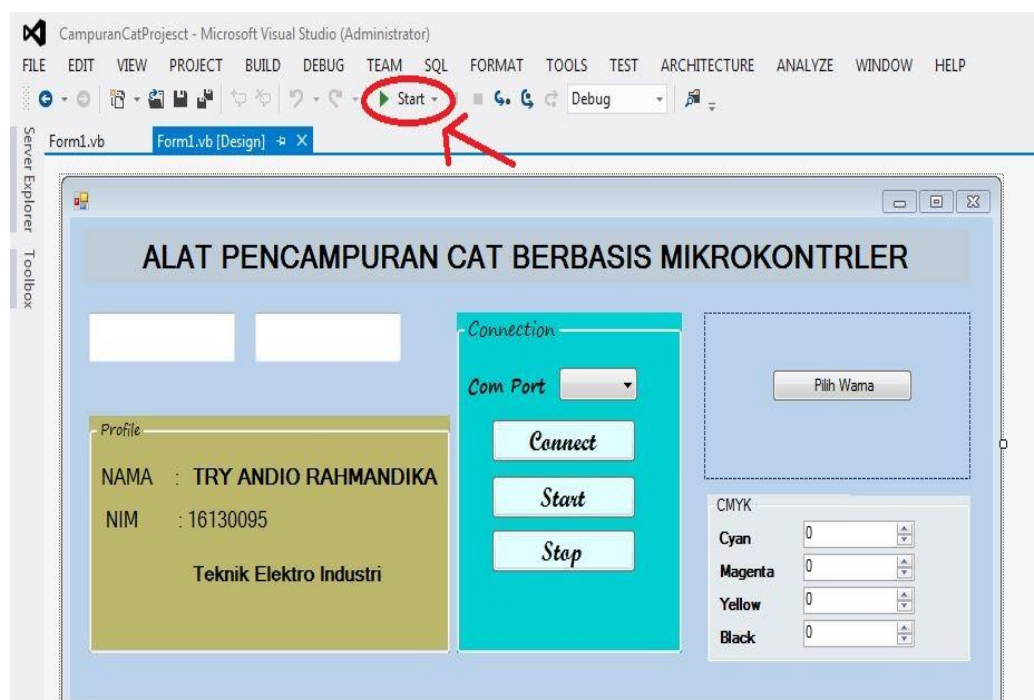 CampuranCatProjesct - Microsoft Visual Studio (Administrator)
FILE EDIT VIEW PROJECT BUILD DEBUG TEAM SQL FORMAT TOOLS TEST ARCHITECTURE ANALYZE WINDOW HELP
Start Debug
Server Explorer
Toolbox
Form1.vb Form1.vb [Design]
ALAT PENCAMPURAN CAT BERBASIS MIKROKONTRLER
Profile
NAMA : TRY ANDIO RAHMANDIKA
NIM : 16130095
Teknik Elektro Industri
Connection
Com Port
Connect
Start
Stop
Pilih Warna
CMYK
Cyan 0
Magenta 0
Yellow 0
Black 0